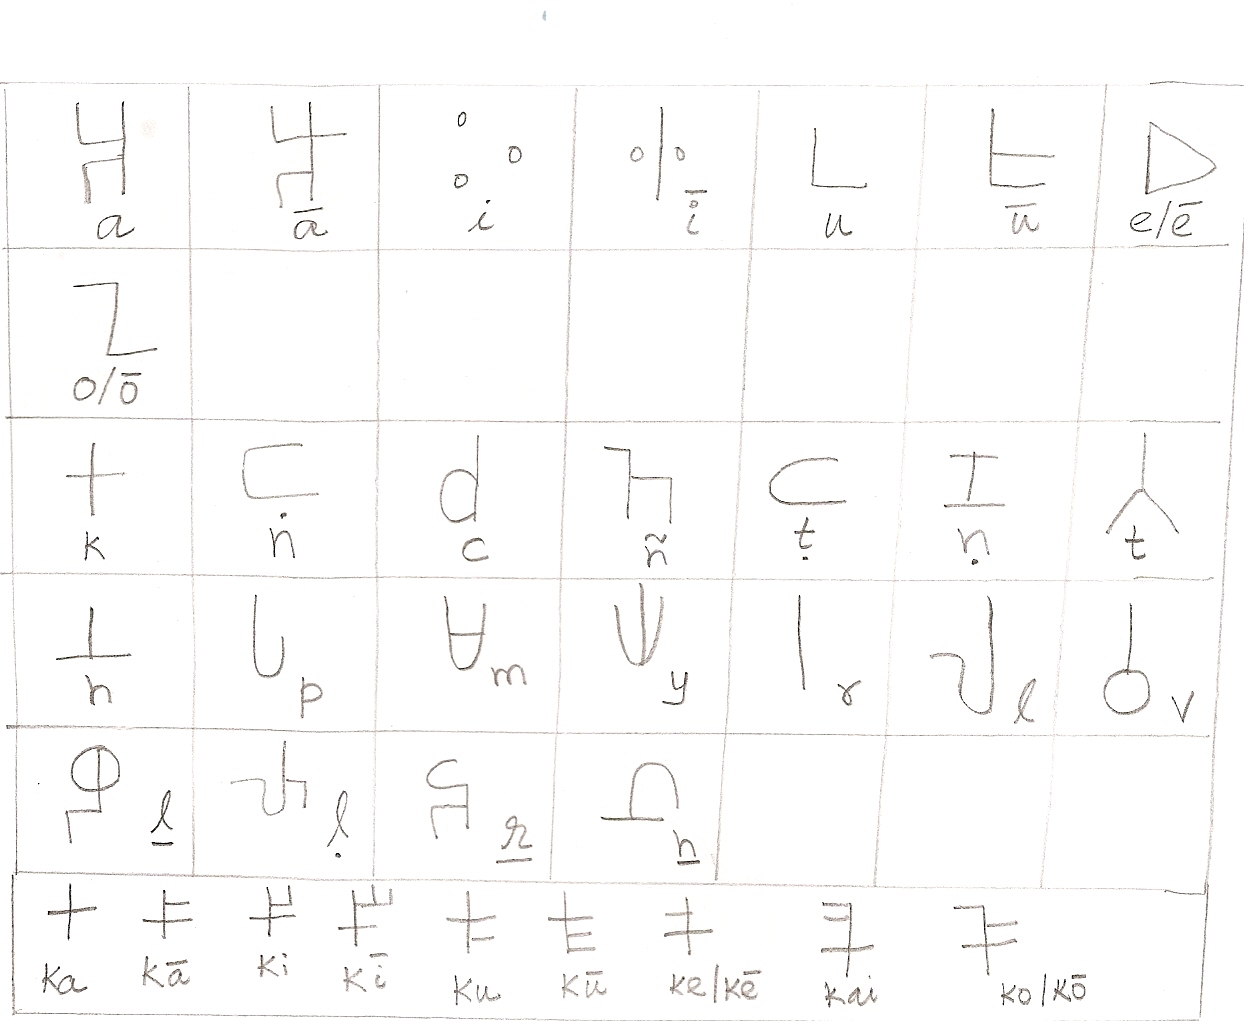 𑀅 𑀆 𑀇 𑀈 𑀉 𑀊 𑀏
a ā i ī u ū e/ē
𑀑
o/ō
𑀓 𑀗 𑀘 𑀜 𑀝 𑀡 𑀢
k ṅ c ñ ṭ ṇ t
𑀦 𑀧 𑀫 𑀬 𑀭 𑀮 𑀯
n p m y r l v
𑀵 𑀴 𑀶 𑀷
ḻ ḷ ṟ ṉ
𑀓 𑀓𑀸 𑀓𑀺 𑀓𑀻 𑀓𑀼 𑀓𑀽 𑀓𑁂 𑀓𑁃 𑀓𑁄
ka kā ki kī ku kū ke/kē kai ko/kō